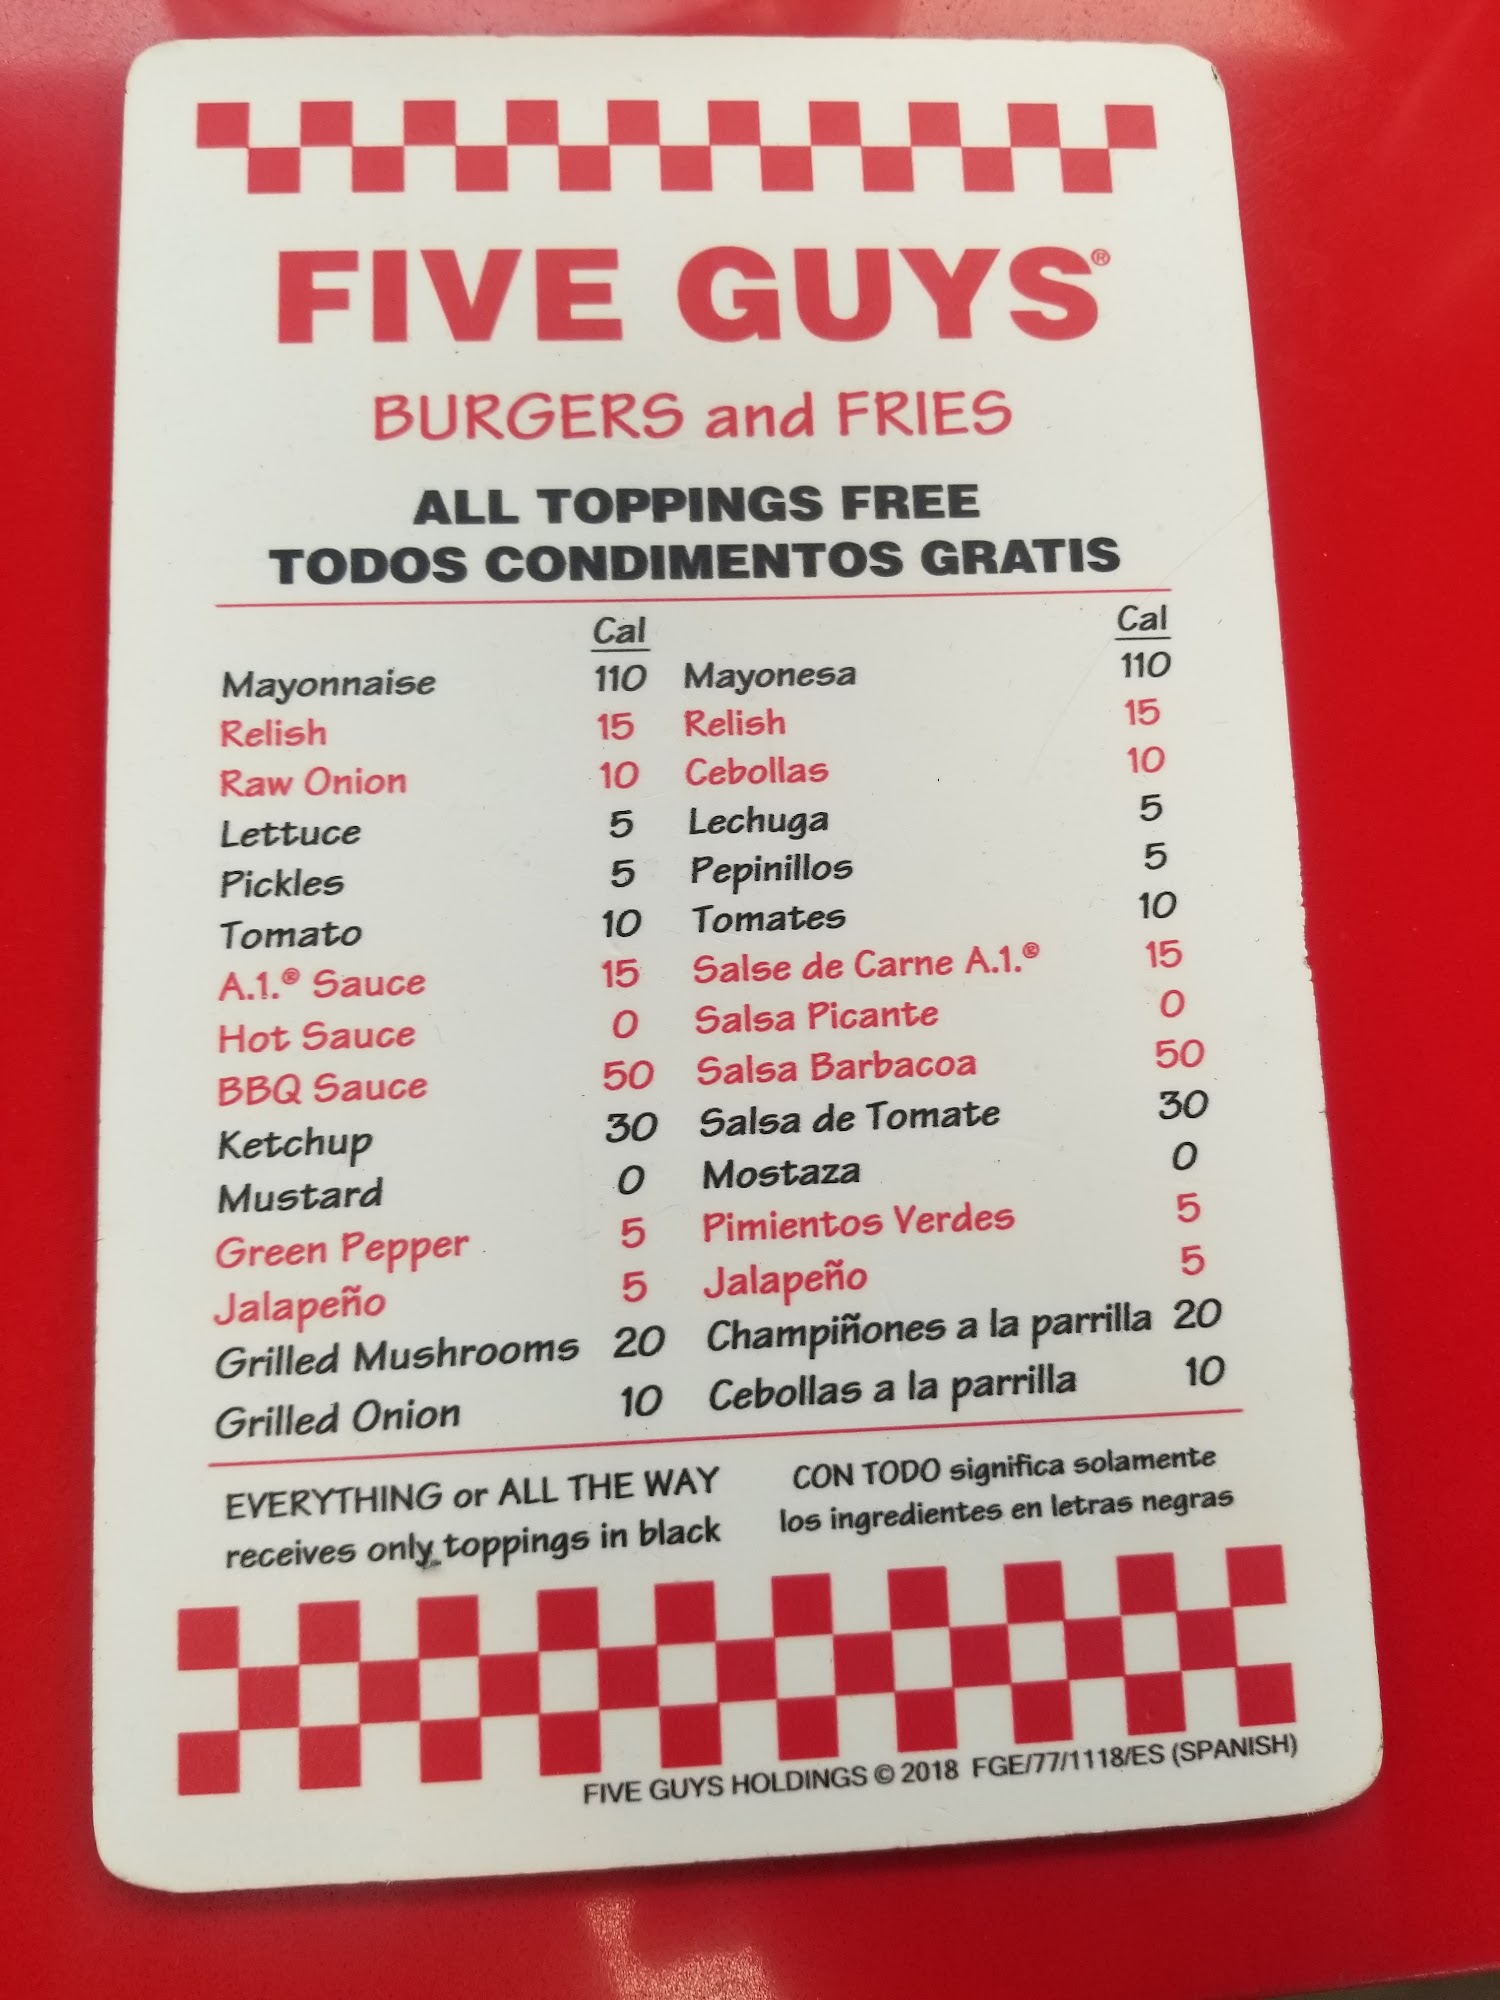 FIVE GUYS®
BURGERS and FRIES
ALL TOPPINGS FREE
TODOS CONDIMENTOS GRATIS
Cal Cal
Mayonnaise 110 Mayonesa 110
Relish 15 Relish 15
Raw Onion 10 Cebollas 10
Lettuce 5 Lechuga 5
Pickles 5 Pepinillos 5
Tomato 10 Tomates 10
A.1.® Sauce 15 Salse de Carne A.1.® 15
Hot Sauce 0 Salsa Picante 0
BBQ Sauce 50 Salsa Barbacoa 50
Ketchup 30 Salsa de Tomate 30
Mustard 0 Mostaza 0
Green Pepper 5 Pimientos Verdes 5
Jalapeño 5 Jalapeño 5
Grilled Mushrooms 20 Champiñones a la parrilla 20
Grilled Onion 10 Cebollas a la parrilla 10
EVERYTHING or ALL THE WAY
receives only toppings in black
CON TODO significa solamente
los ingredientes en letras negras
FIVE GUYS HOLDINGS © 2018 FGE/77/1118/ES (SPANISH)